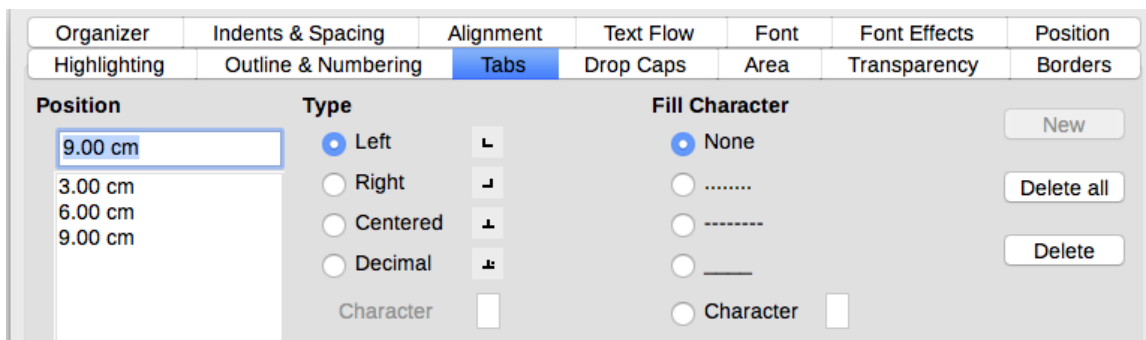 Organizer Indents & Spacing Alignment Text Flow Font Font Effects Position
Highlighting Outline & Numbering Tabs Drop Caps Area Transparency Borders
Position Type Fill Character
New
9.00 cm Left None
3.00 cm Right ........ Delete all
6.00 cm
9.00 cm Centered --------
Decimal ____ Delete
Character Character